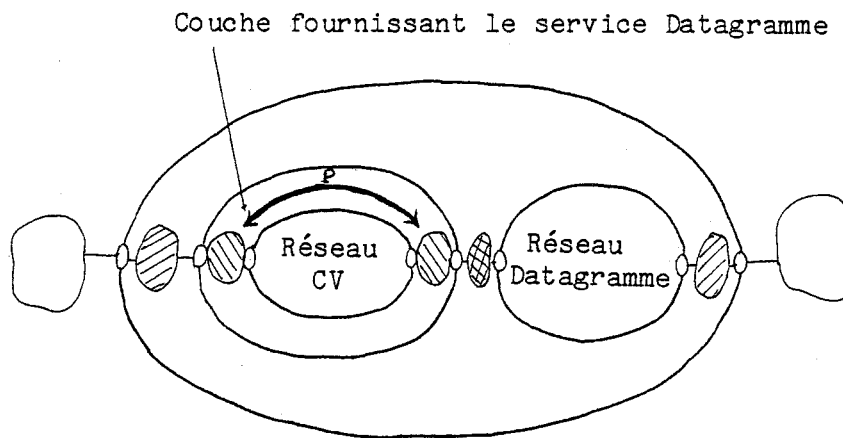 Couche fournissant le service Datagramme
P
Réseau
CV
Réseau
Datagramme